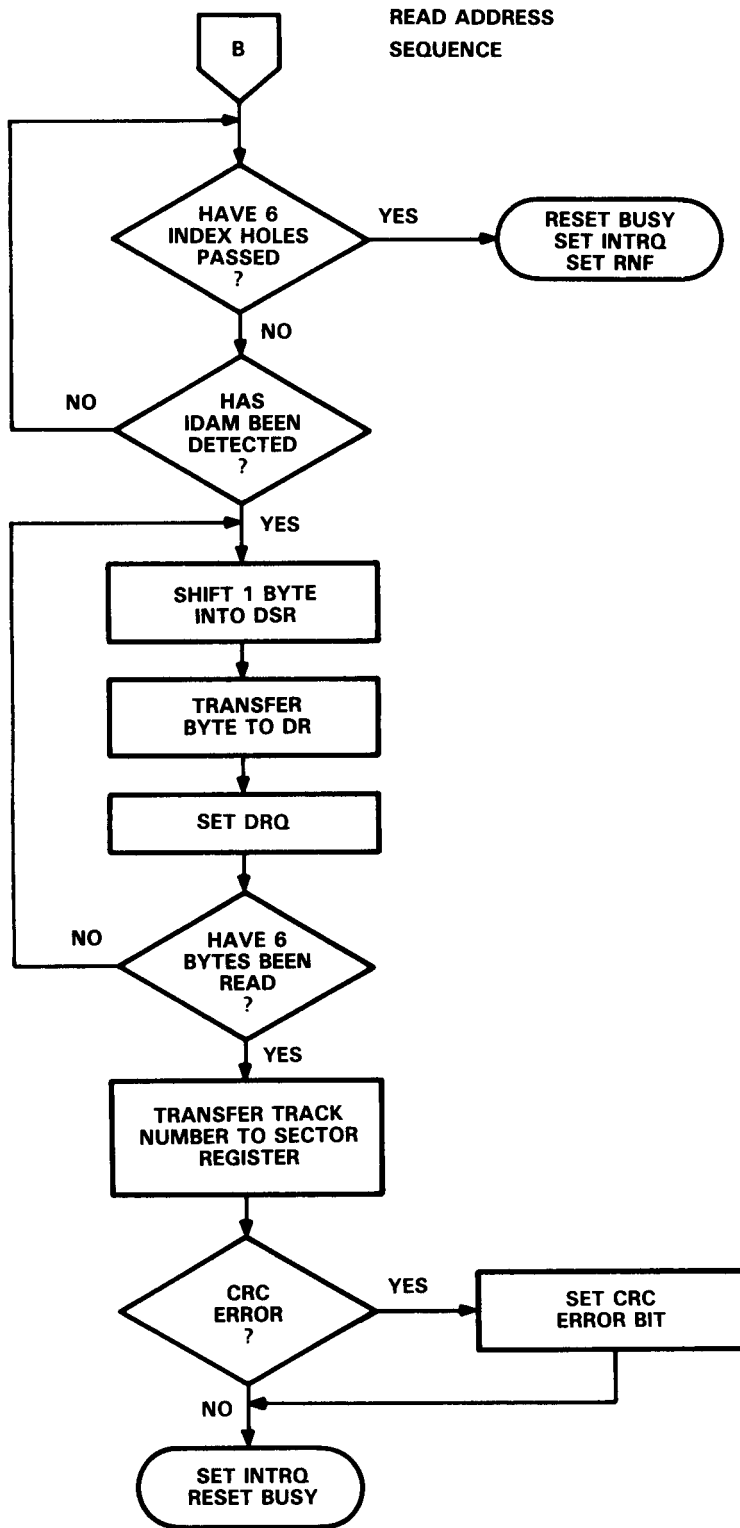 READ ADDRESS
SEQUENCE
B
HAVE 6
INDEX HOLES
PASSED
?
YES
RESET BUSY
SET INTRQ
SET RNF
NO
NO
HAS
IDAM BEEN
DETECTED
?
YES
SHIFT 1 BYTE
INTO DSR
TRANSFER
BYTE TO DR
SET DRQ
NO
HAVE 6
BYTES BEEN
READ
?
YES
TRANSFER TRACK
NUMBER TO SECTOR
REGISTER
CRC
ERROR
?
YES
SET CRC
ERROR BIT
NO
SET INTRQ
RESET BUSY